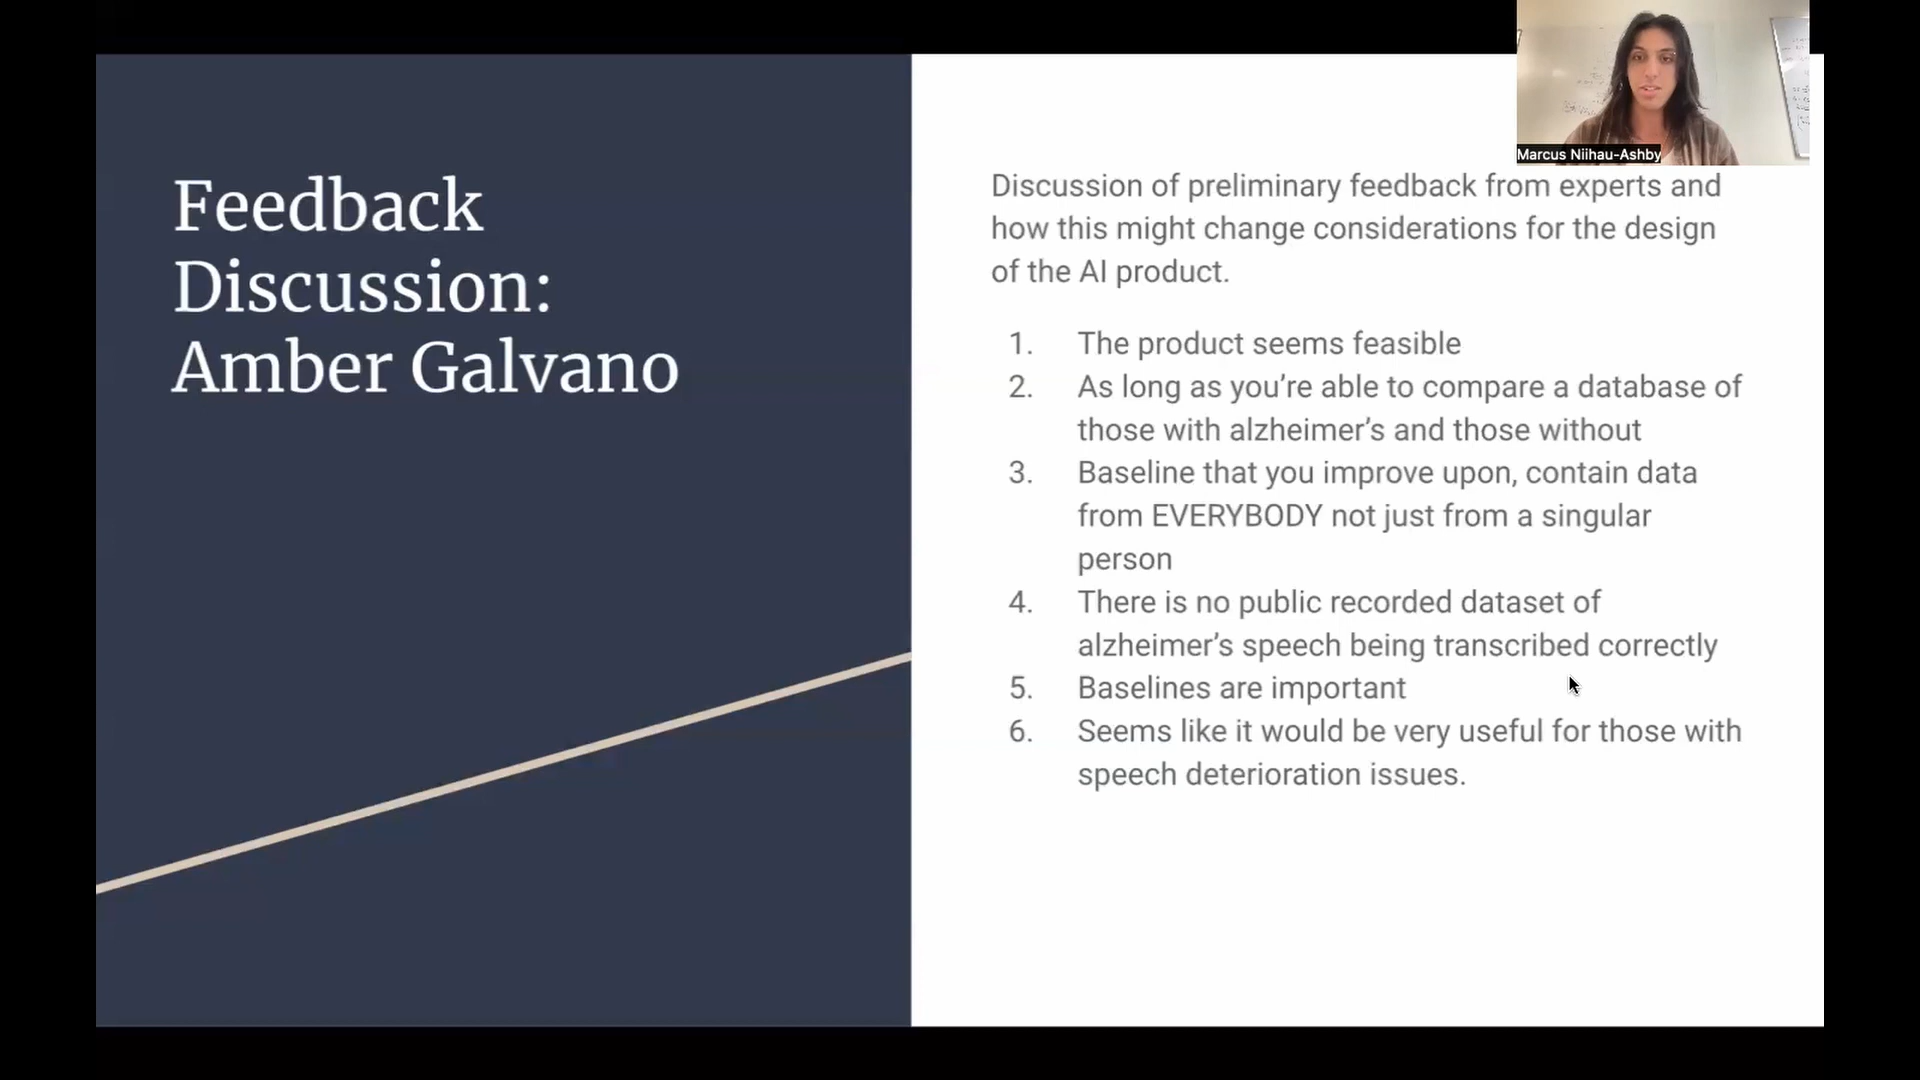 Feedback
Discussion:
Amber Galvano
Marcus Niihau-Ashby
Discussion of preliminary feedback from experts and
how this might change considerations for the design
of the AI product.
1. The product seems feasible
2. As long as you're able to compare a database of
those with alzheimer's and those without
3. Baseline that you improve upon, contain data
from EVERYBODY not just from a singular
person
4. There is no public recorded dataset of
alzheimer's speech being transcribed correctly
5. Baselines are important
6. Seems like it would be very useful for those with
speech deterioration issues.